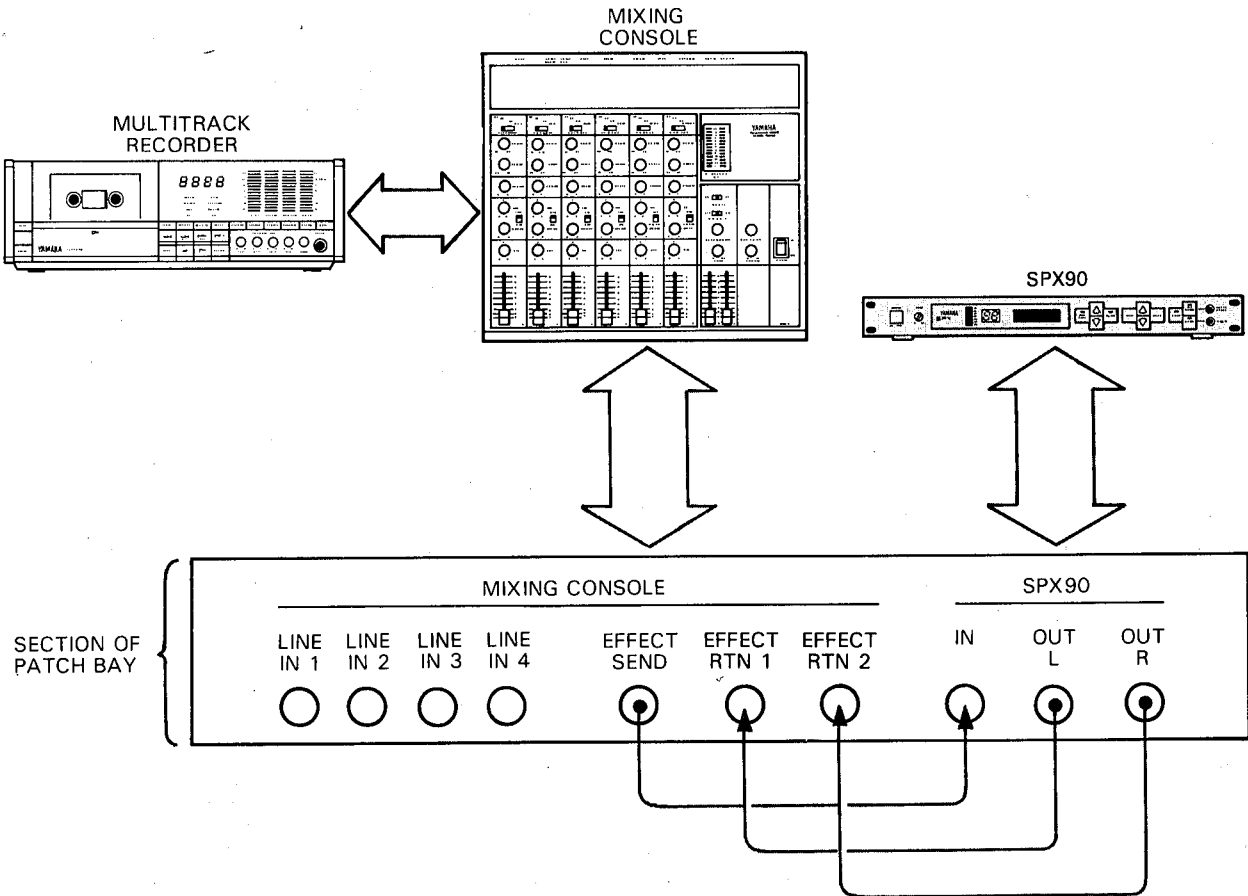 MIXING
CONSOLE
MULTITRACK
RECORDER
8888
YAMAHA
YAMAHA
SPX90
YAMAHA
MIXING CONSOLE
SPX90
SECTION OF
PATCH BAY
LINE
IN 1
LINE
IN 2
LINE
IN 3
LINE
IN 4
EFFECT
SEND
EFFECT
RTN 1
EFFECT
RTN 2
IN
OUT
L
OUT
R